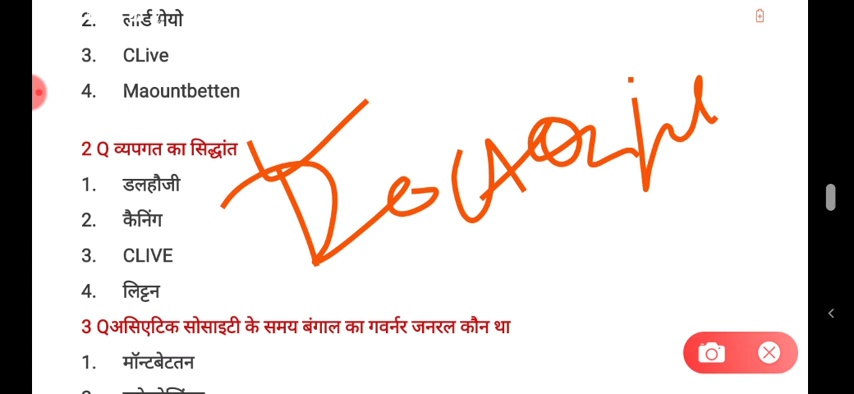 2. लार्ड मेयो
3. CLive
4. Maountbetten
2 Q व्यपगत का सिद्धांत
1. डलहौजी
2. कैनिंग
3. CLIVE
4. लिट्टन
3 Qअसिएटिक सोसाइटी के समय बंगाल का गवर्नर जनरल कौन था
1. मॉन्टबेटतन